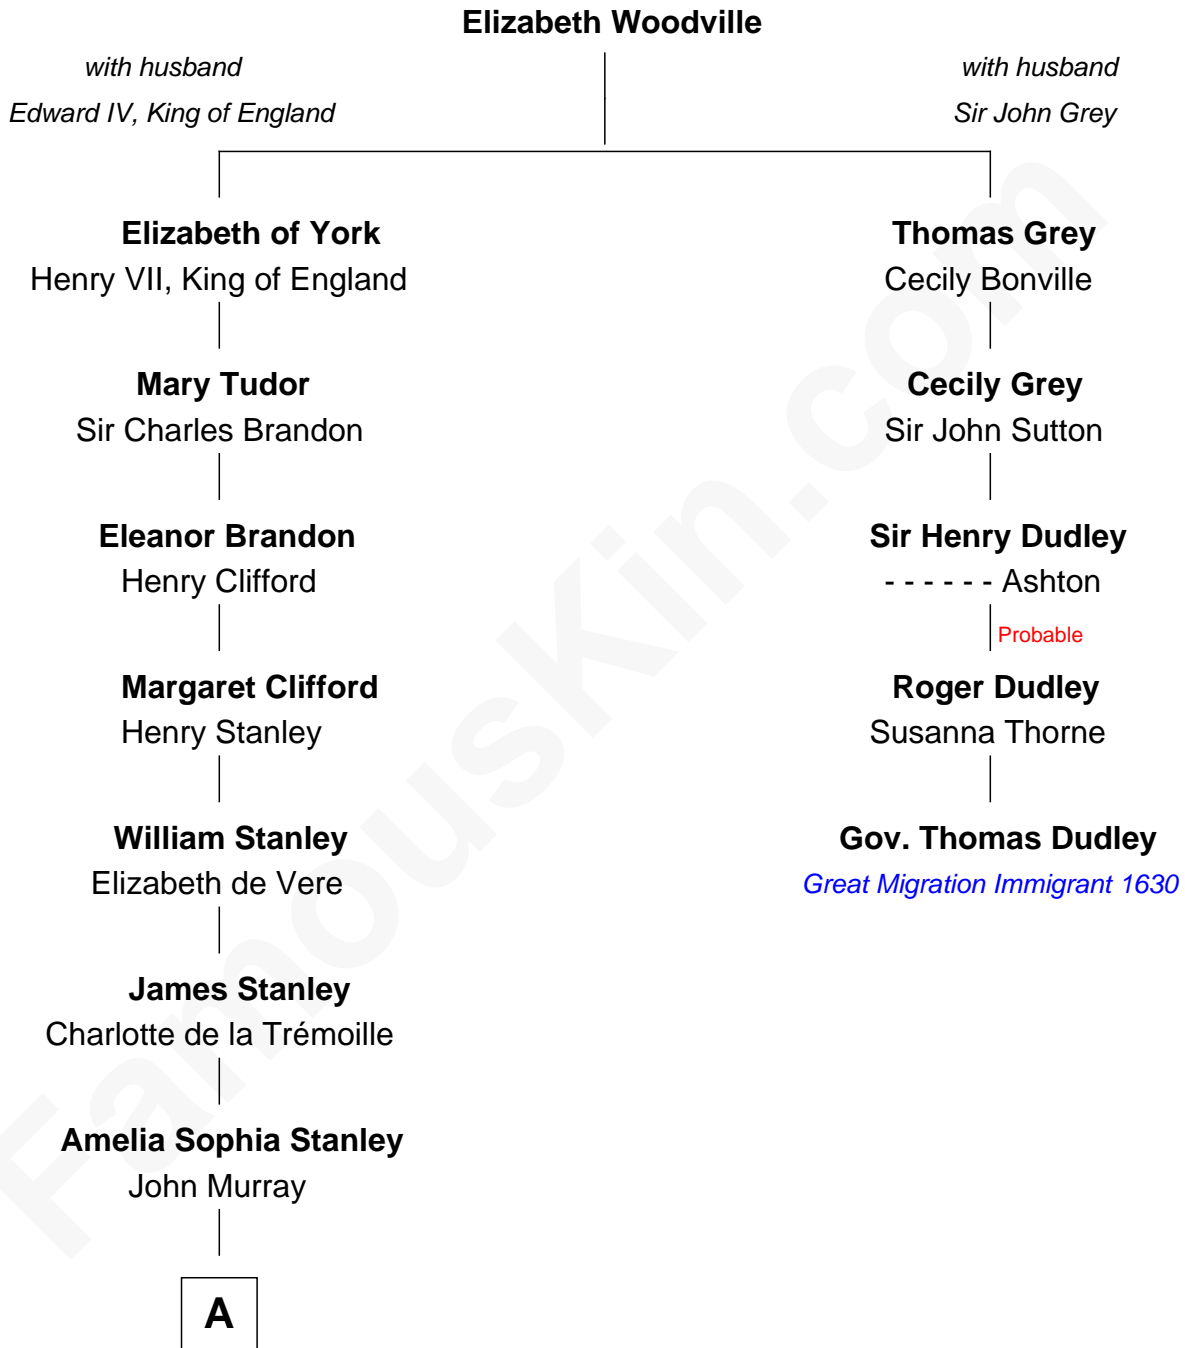 Elizabeth Woodville
with husband
Edward IV, King of England
with husband
Sir John Grey
Elizabeth of York
Henry VII, King of England
Thomas Grey
Cecily Bonville
Mary Tudor
Sir Charles Brandon
Cecily Grey
Sir John Sutton
Eleanor Brandon
Henry Clifford
Sir Henry Dudley
- - - - - - Ashton
Probable
Margaret Clifford
Henry Stanley
Roger Dudley
Susanna Thorne
William Stanley
Elizabeth de Vere
Gov. Thomas Dudley
Great Migration Immigrant 1630
James Stanley
Charlotte de la Trémoille
Amelia Sophia Stanley
John Murray
A
FamousKin.com